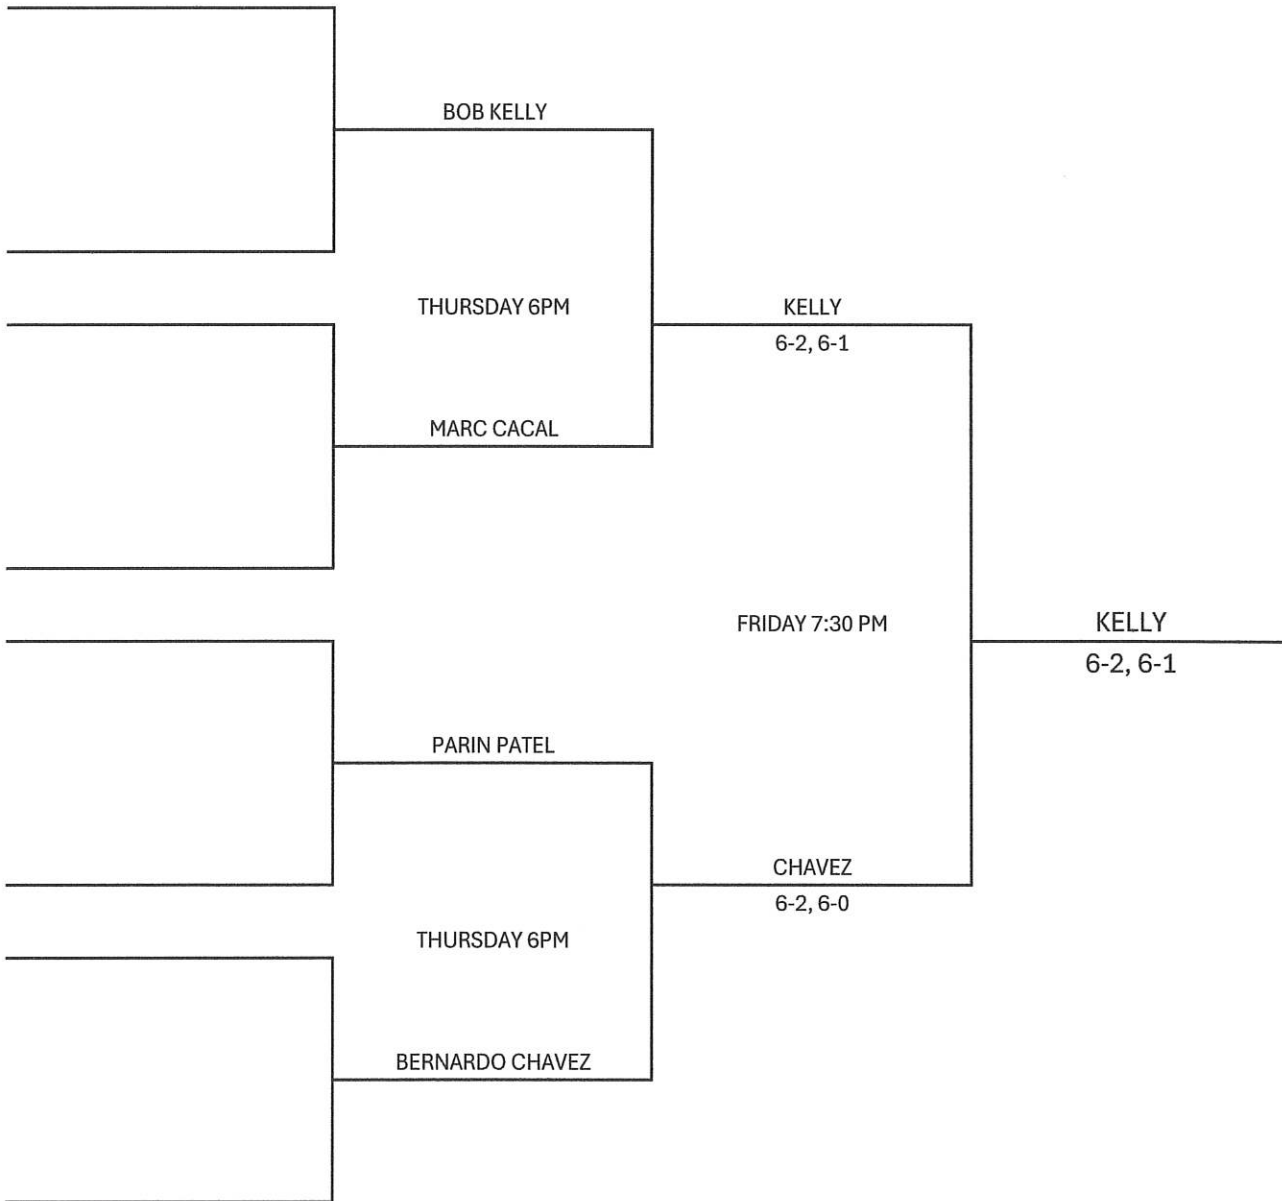 BOB KELLY
THURSDAY 6PM
KELLY
6-2, 6-1
MARC CACAL
FRIDAY 7:30 PM
KELLY
6-2, 6-1
PARIN PATEL
CHAVEZ
6-2, 6-0
THURSDAY 6PM
BERNARDO CHAVEZ